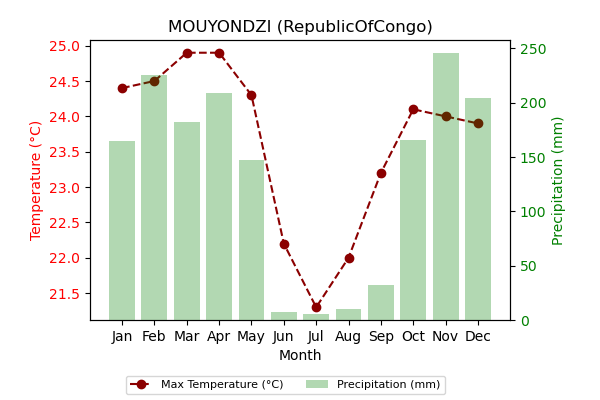 MOUYONDZI (RepublicOfCongo)
25.0
24.5
24.0
23.5
23.0
22.5
22.0
21.5
Temperature (°C)
250
200
150
100
50
0
Precipitation (mm)
Jan Feb Mar Apr May Jun Jul Aug Sep Oct Nov Dec
Month
Max Temperature (°C) Precipitation (mm)